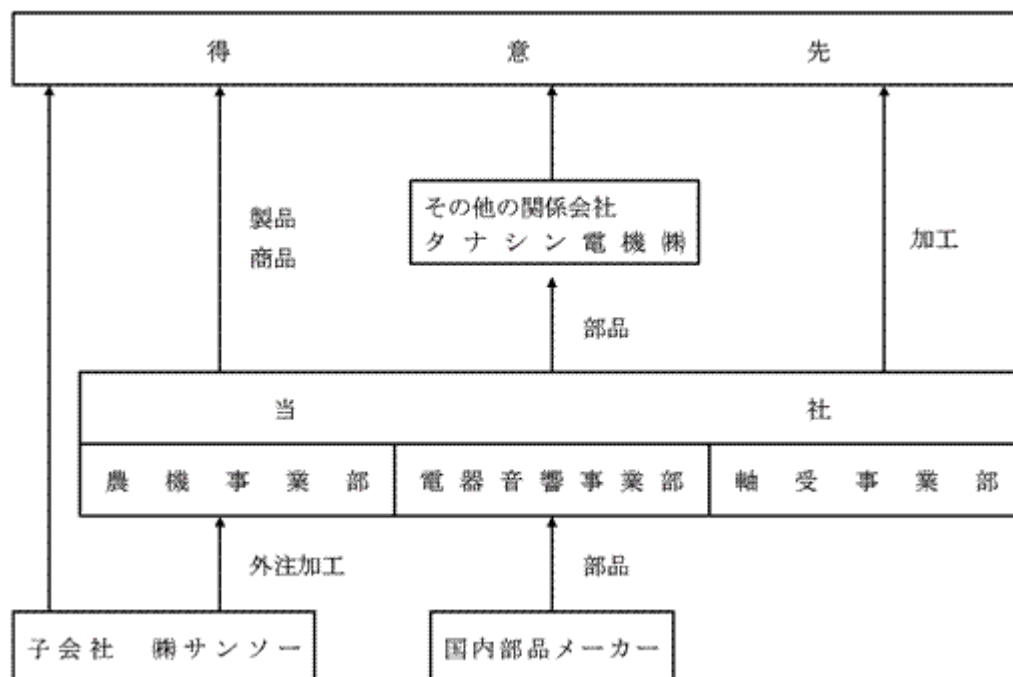 得意先
製品
商品
その他の関係会社
タナシン電機㈱
加工
部品
当社
農機事業部
電器音響事業部
軸受事業部
外注加工
部品
子会社 ㈱サンソー
国内部品メーカー